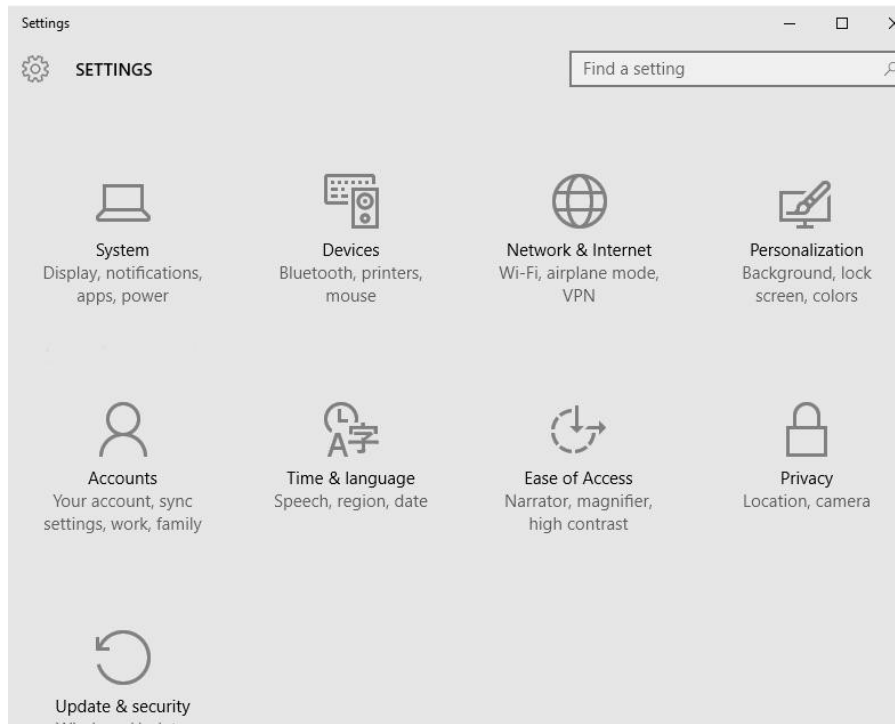 Settings
SETTINGS
Find a setting
System
Display, notifications,
apps, power
Devices
Bluetooth, printers,
mouse
Network & Internet
Wi-Fi, airplane mode,
VPN
Personalization
Background, lock
screen, colors
Accounts
Your account, sync
settings, work, family
Time & language
Speech, region, date
Ease of Access
Narrator, magnifier,
high contrast
Privacy
Location, camera
Update & security